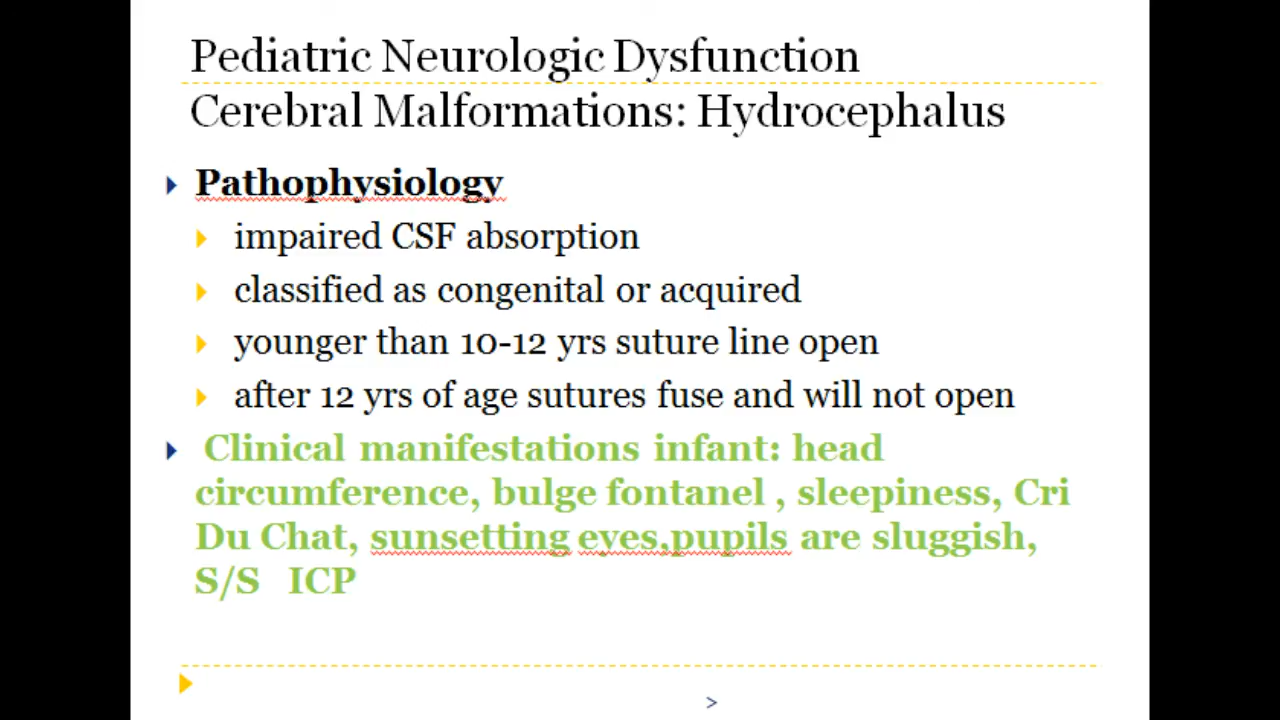 Pediatric Neurologic Dysfunction
Cerebral Malformations: Hydrocephalus
Pathophysiology
impaired CSF absorption
classified as congenital or acquired
younger than 10-12 yrs suture line open
after 12 yrs of age sutures fuse and will not open
Clinical manifestations infant: head
circumference, bulge fontanel , sleepiness, Cri
Du Chat, sunsetting eyes,pupils are sluggish,
S/S ICP
>